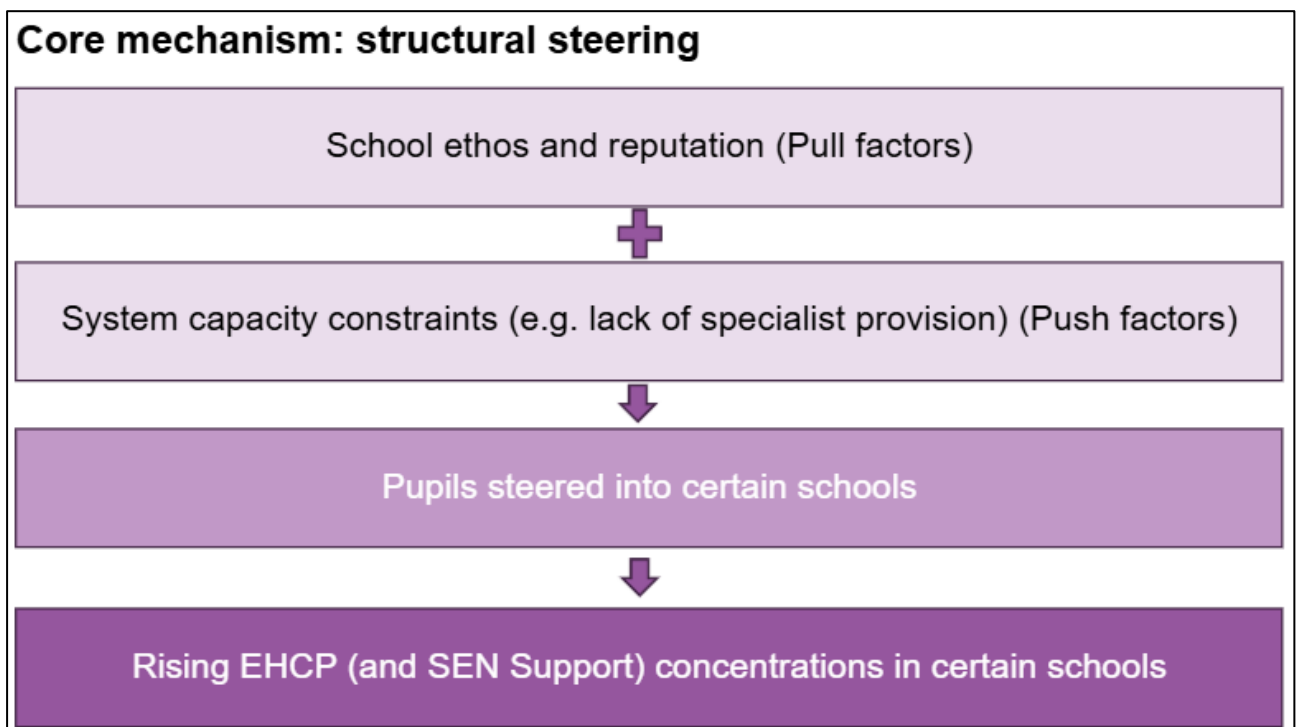 Core mechanism: structural steering
School ethos and reputation (Pull factors)
System capacity constraints (e.g. lack of specialist provision) (Push factors)
Pupils steered into certain schools
Rising EHCP (and SEN Support) concentrations in certain schools